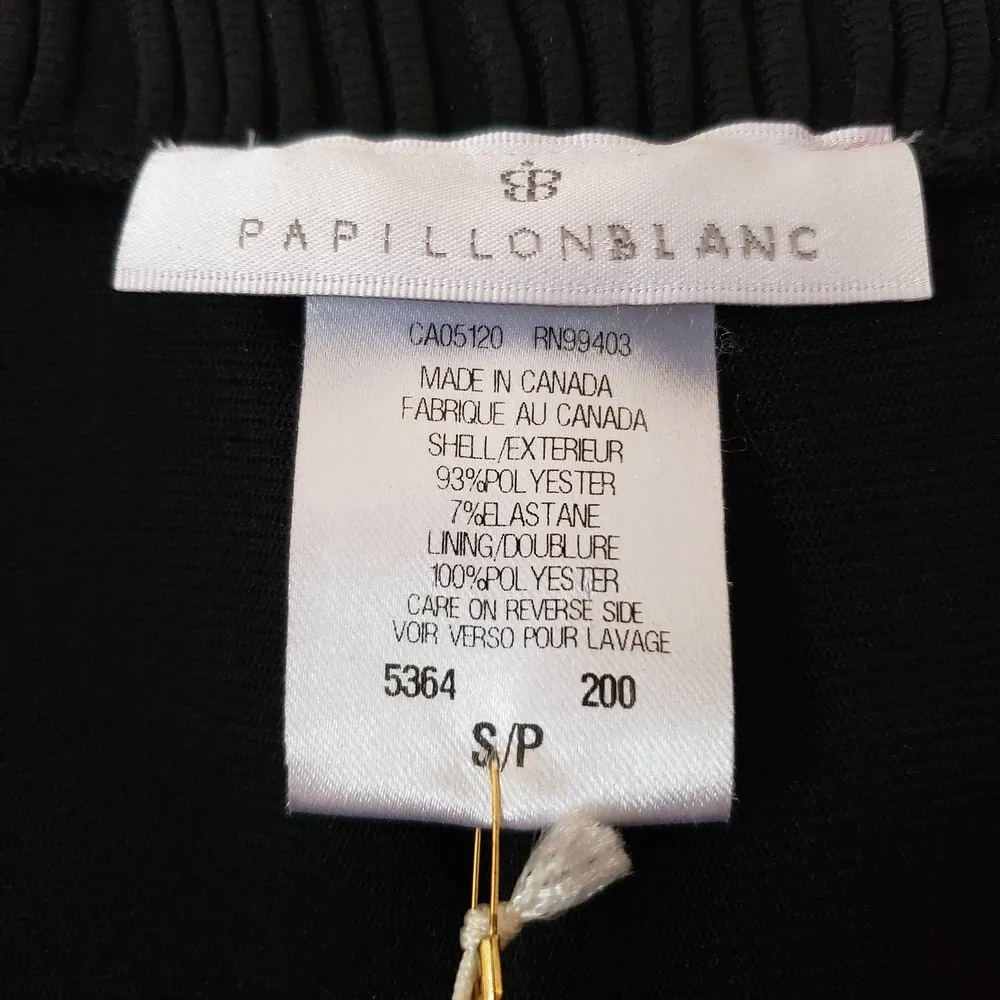 PAPILLONBLANC
CA05120 RN99403
MADE IN CANADA
FABRIQUE AU CANADA
SHELL/EXTERIEUR
93%POLYESTER
7%ELASTANE
LINING/DOUBLURE
100%POLYESTER
CARE ON REVERSE SIDE
VOIR VERSO POUR LAVAGE
5364 200
S/P